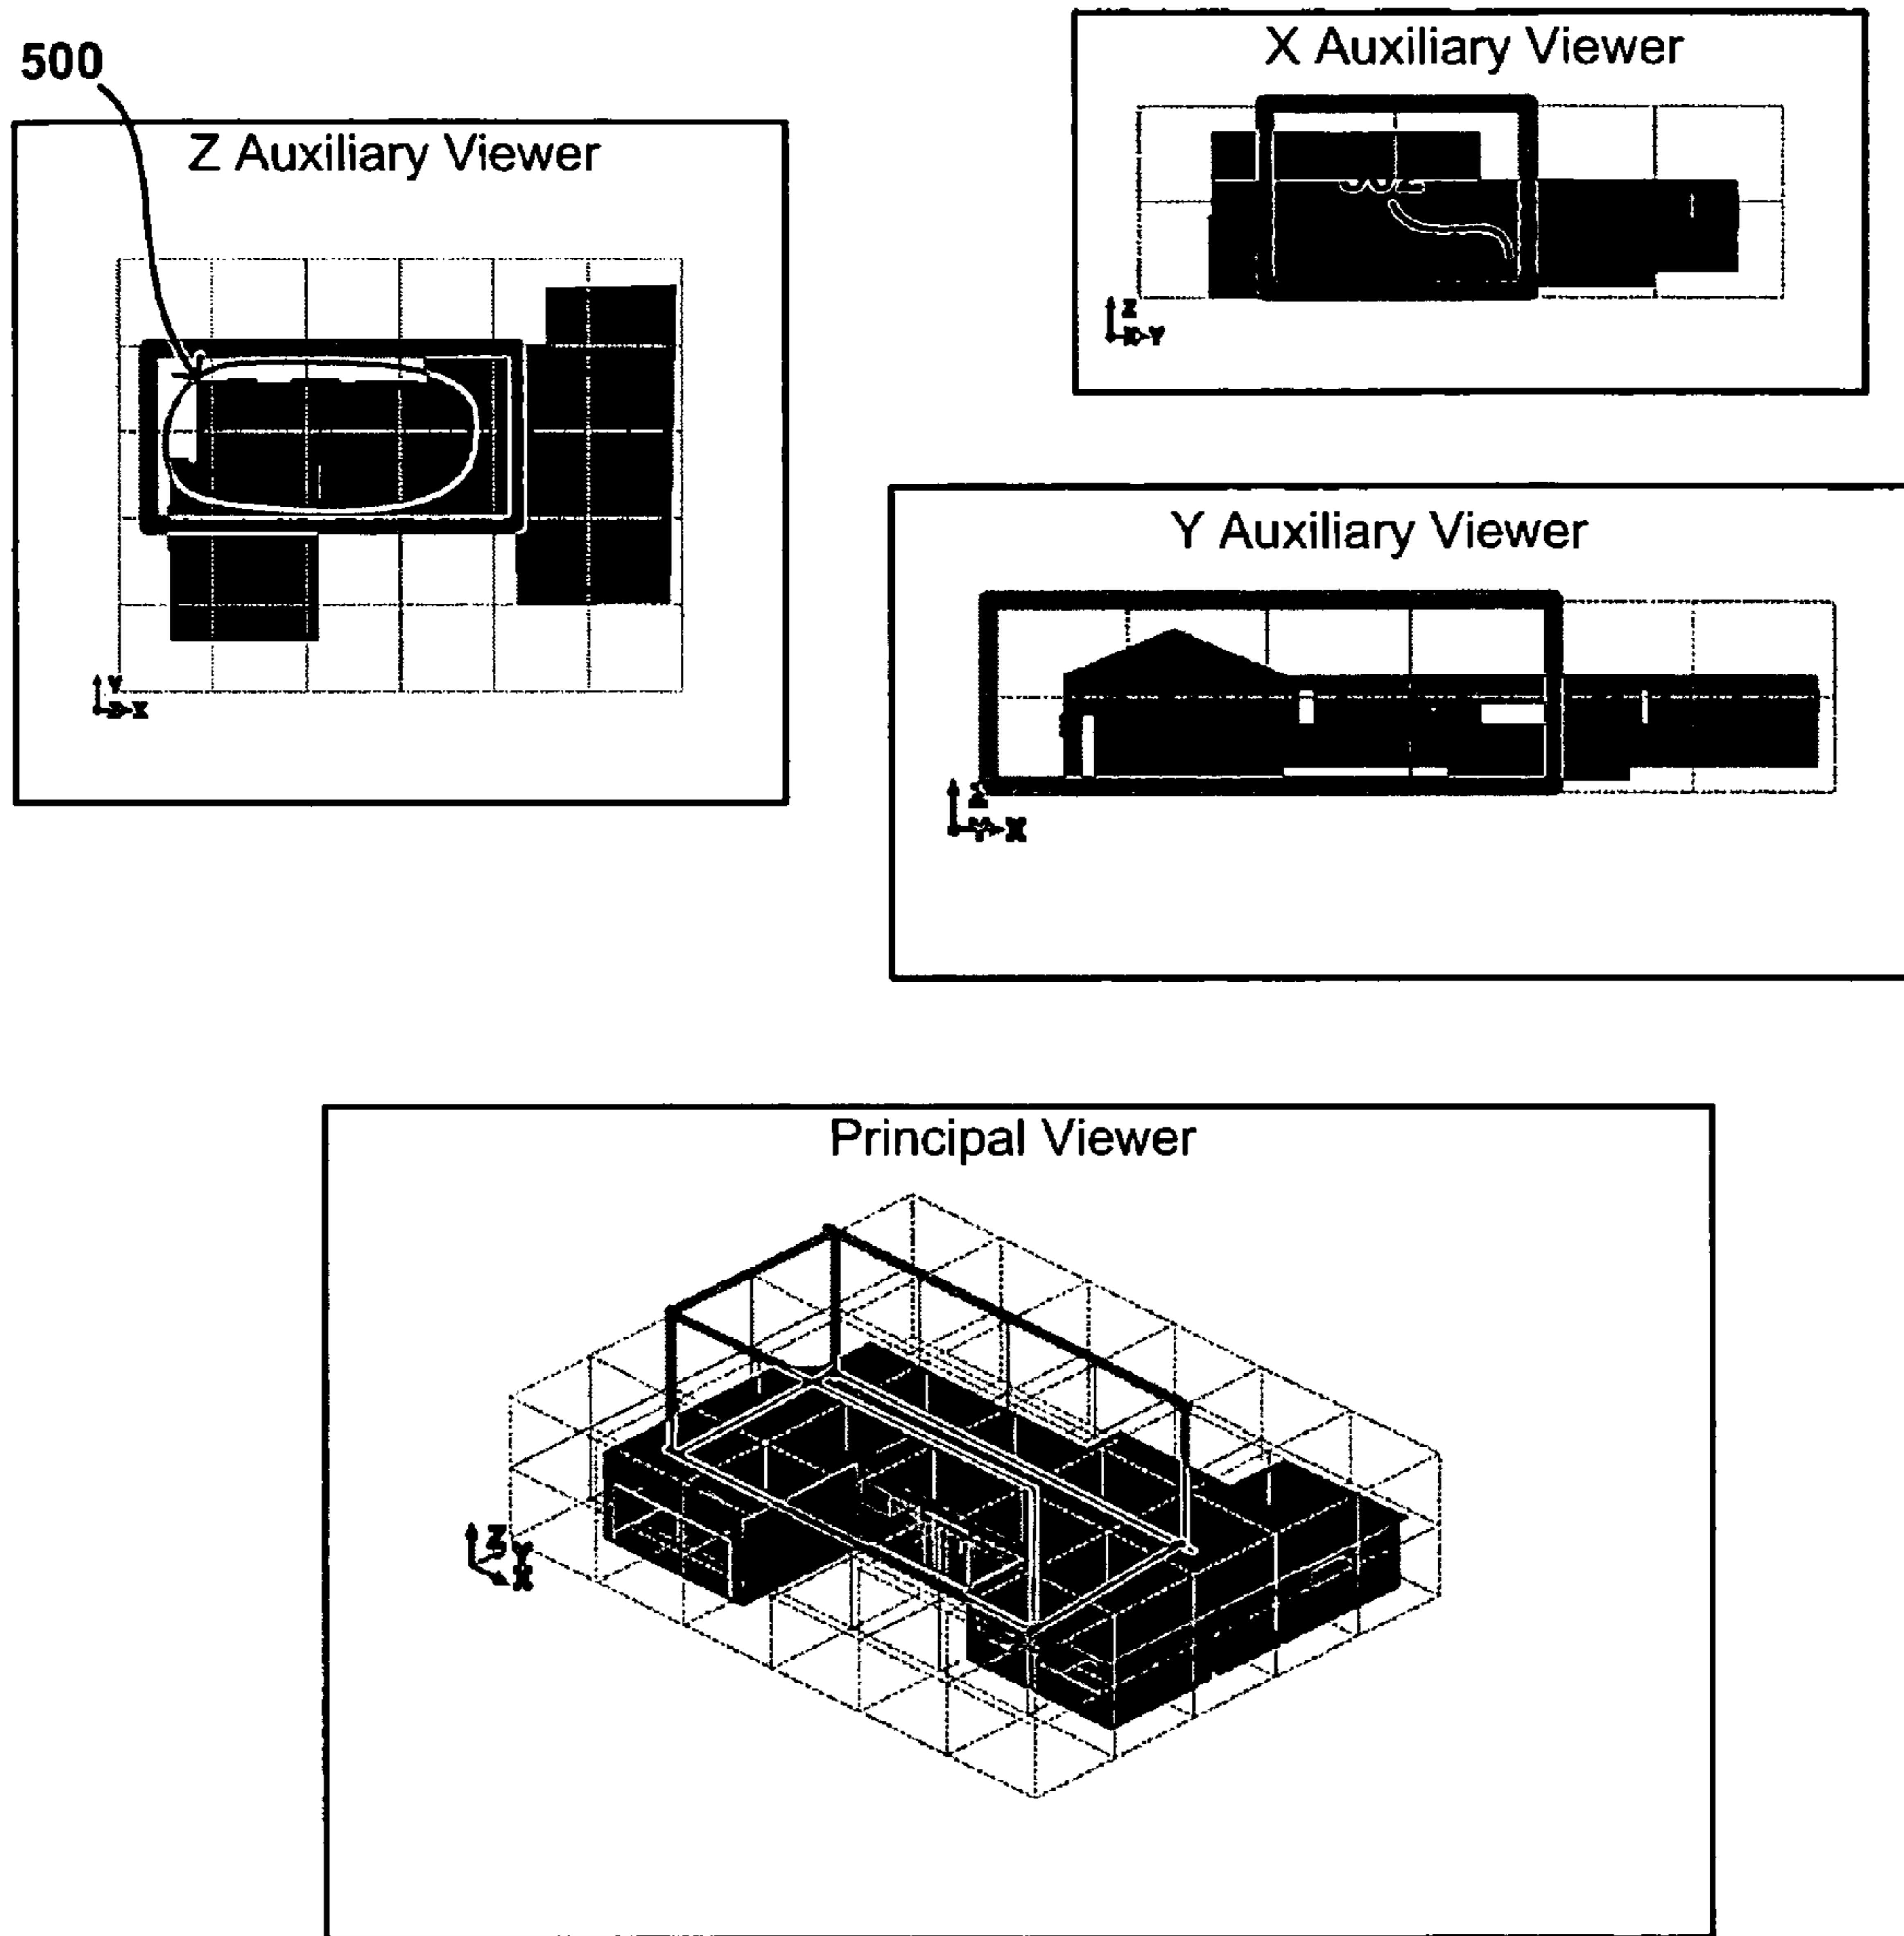 500
Z Auxiliary Viewer
Y
Z X
X Auxiliary Viewer
Z
X Y
Y Auxiliary Viewer
Z
Y X
Principal Viewer
Z
Y
X